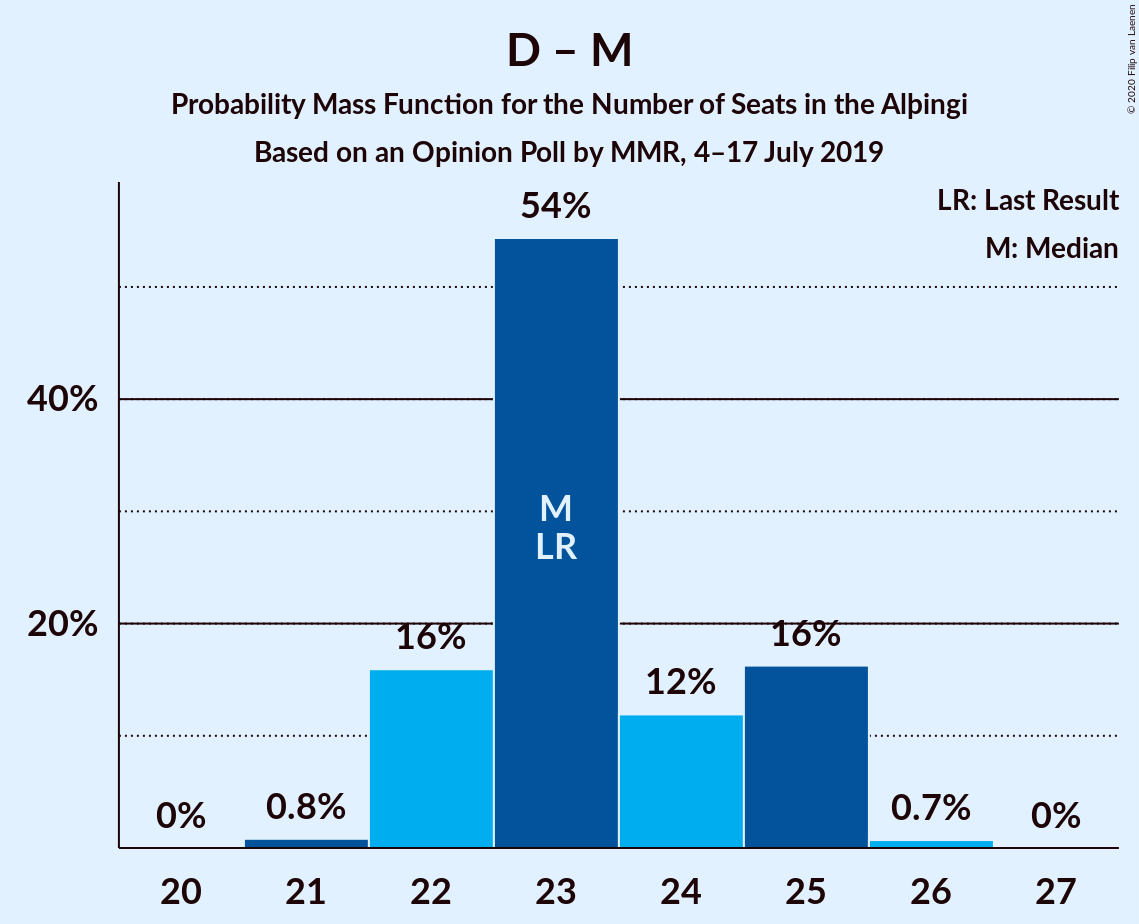 D – M
Probability Mass Function for the Number of Seats in the Alþingi
Based on an Opinion Poll by MMR, 4–17 July 2019
© 2020 Filip van Laenen
LR: Last Result
M: Median
54%
40%
M
LR
20%
16%
16%
12%
0%
0.8%
0.7%
0%
20
21
22
23
24
25
26
27